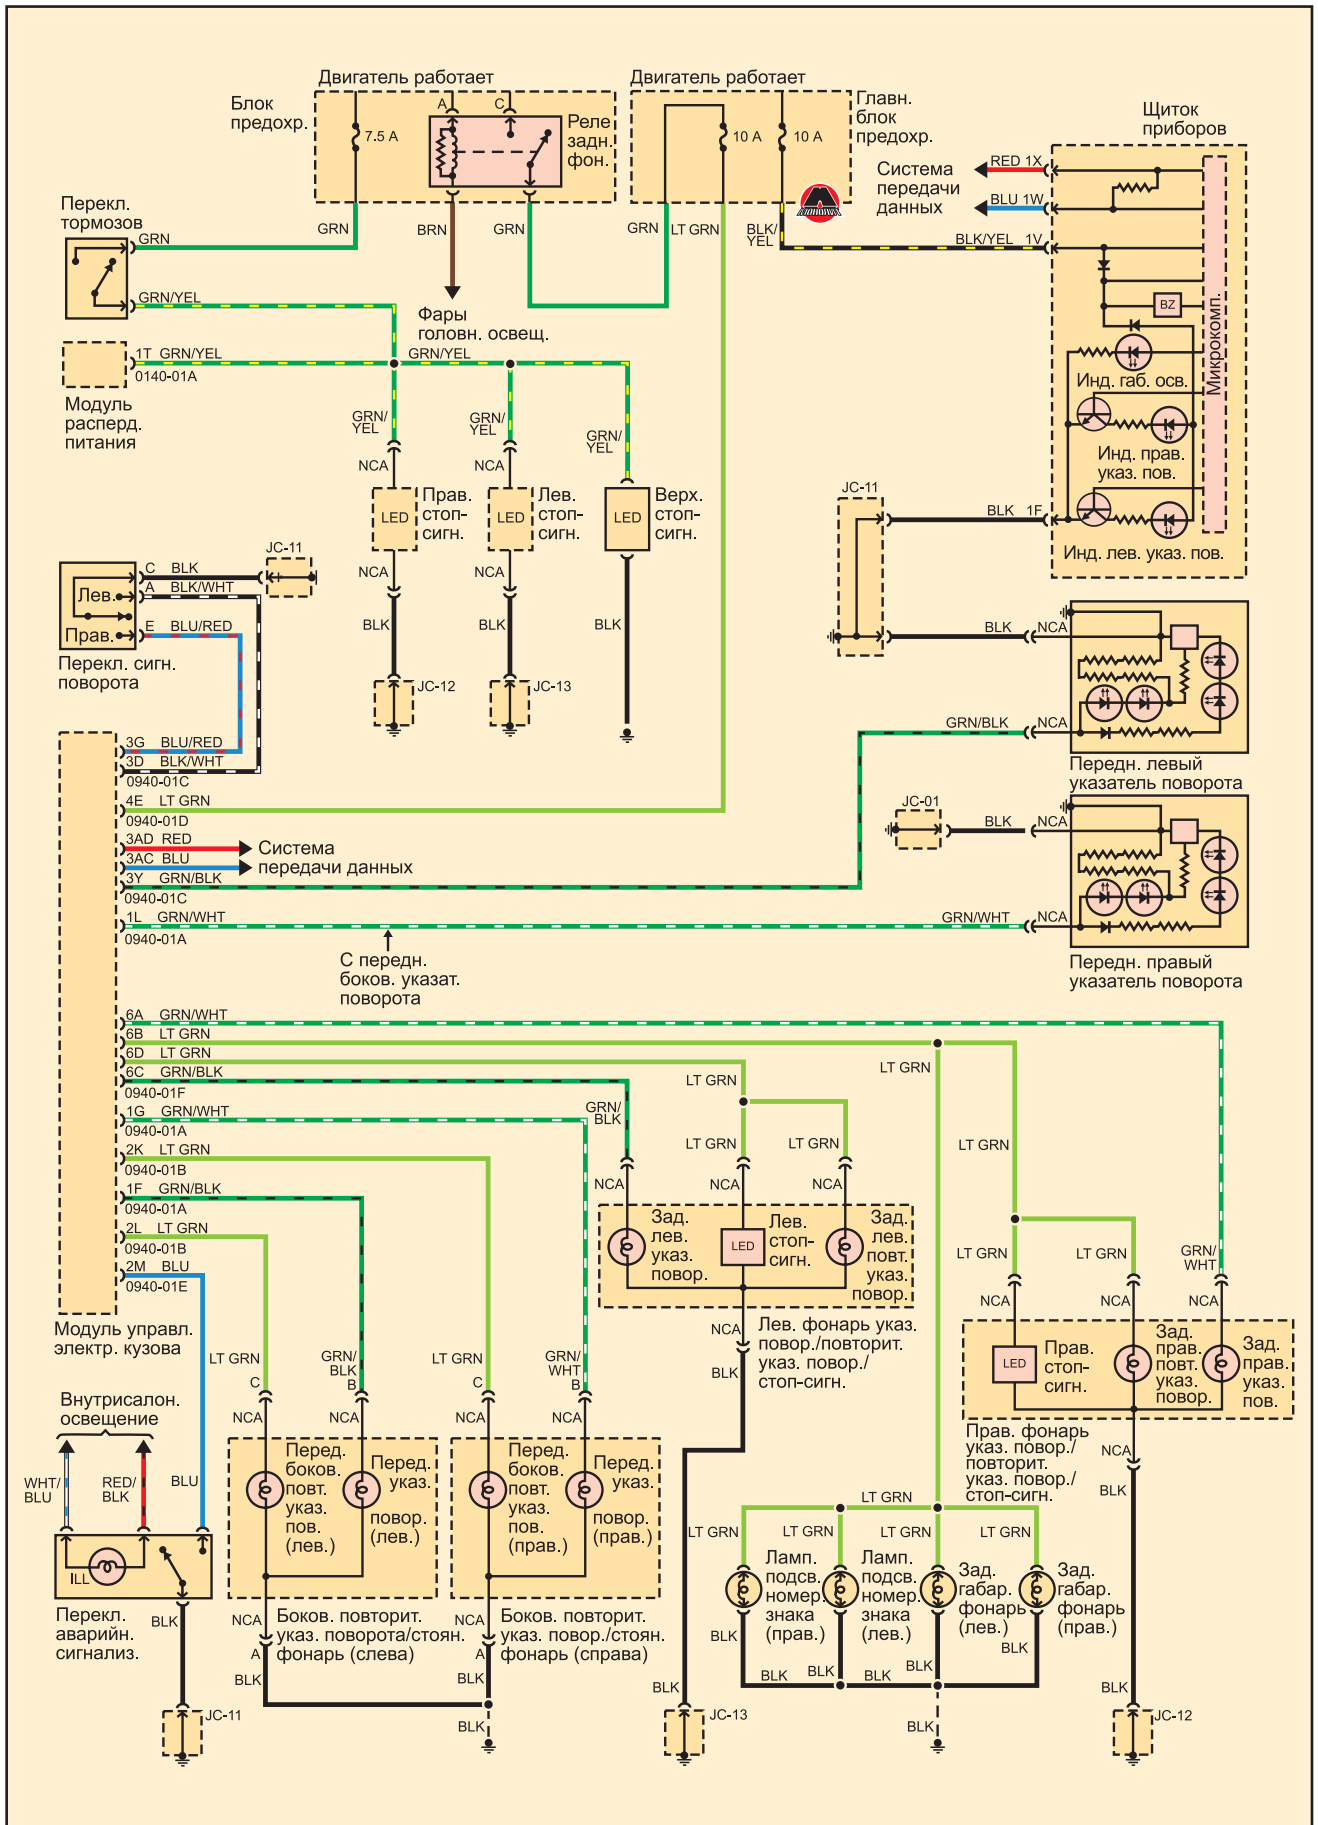 Двигатель работает
Двигатель работает
Блок
предохр.
7.5 A
A
C
Реле
задн.
фон.
10 A
10 A
Главн.
блок
предохр.
Щиток
приборов
Система
передачи
данных
RED 1X
BLU 1W
BLK/YEL 1V
BZ
Микрокомп.
Инд. габ. осв.
Инд. прав.
указ. пов.
Инд. лев. указ. пов.
BLK 1F
JC-11
Перекл.
тормозов
GRN
GRN
BRN
GRN
GRN
LT GRN
BLK/
YEL
GRN/YEL
Фары
головн. освещ.
1T GRN/YEL
0140-01A
GRN/YEL
Модуль
расперд.
питания
GRN/
YEL
GRN/
YEL
GRN/
YEL
NCA
NCA
LED
Прав.
стоп-
сигн.
LED
Лев.
стоп-
сигн.
LED
Верх.
стоп-
сигн.
NCA
NCA
BLK
BLK
BLK
JC-12
JC-13
JC-11
C BLK
A BLK/WHT
E BLU/RED
Лев.
Прав.
Перекл. сигн.
поворота
BLK
NCA
GRN/BLK
NCA
Передн. левый
указатель поворота
JC-01
BLK
NCA
GRN/WHT
NCA
Передн. правый
указатель поворота
3G BLU/RED
3D BLK/WHT
0940-01C
4E LT GRN
0940-01D
3AD RED
3AC BLU
Система
передачи данных
3Y GRN/BLK
0940-01C
1L GRN/WHT
0940-01A
С передн.
боков. указат.
поворота
6A GRN/WHT
6B LT GRN
6D LT GRN
6C GRN/BLK
0940-01F
1G GRN/WHT
0940-01A
2K LT GRN
0940-01B
1F GRN/BLK
0940-01A
2L LT GRN
0940-01B
2M BLU
0940-01E
Модуль управл.
электр. кузова
LT GRN
LT GRN
GRN/
BLK
LT GRN
LT GRN
LT GRN
NCA
NCA
NCA
Зад.
лев.
указ.
повор.
LED
Лев.
стоп-
сигн.
Зад.
лев.
повт.
указ.
повор.
NCA
Лев. фонарь указ.
повор./повторит.
указ. повор./
стоп-сигн.
BLK
LT GRN
LT GRN
GRN/
WHT
NCA
NCA
NCA
LED
Прав.
стоп-
сигн.
Зад.
прав.
повт.
указ.
повор.
Зад.
прав.
указ.
пов.
Прав. фонарь
указ. повор./
повторит.
указ. повор./
стоп-сигн.
NCA
BLK
Внутрисалон.
освещение
WHT/
BLU
RED/
BLK
BLU
ILL
Перекл.
аварийн.
сигнализ.
BLK
JC-11
LT GRN
C
GRN/
BLK
B
LT GRN
C
GRN/
WHT
B
NCA
NCA
NCA
NCA
Перед.
боков.
повт.
указ.
пов.
(лев.)
Перед.
указ.
повор.
(лев.)
Перед.
боков.
повт.
указ.
пов.
(прав.)
Перед.
указ.
повор.
(прав.)
NCA
A
BLK
Боков. повторит.
указ. поворота/стоян.
фонарь (слева)
NCA
A
BLK
Боков. повторит.
указ. повор./стоян.
фонарь (справа)
BLK
BLK
JC-13
LT GRN
LT GRN
LT GRN
LT GRN
LT GRN
Ламп.
подсв.
номер.
знака
(прав.)
Ламп.
подсв.
номер.
знака
(лев.)
Зад.
габар.
фонарь
(лев.)
Зад.
габар.
фонарь
(прав.)
BLK
BLK
BLK
BLK
BLK
BLK
BLK
BLK
JC-12